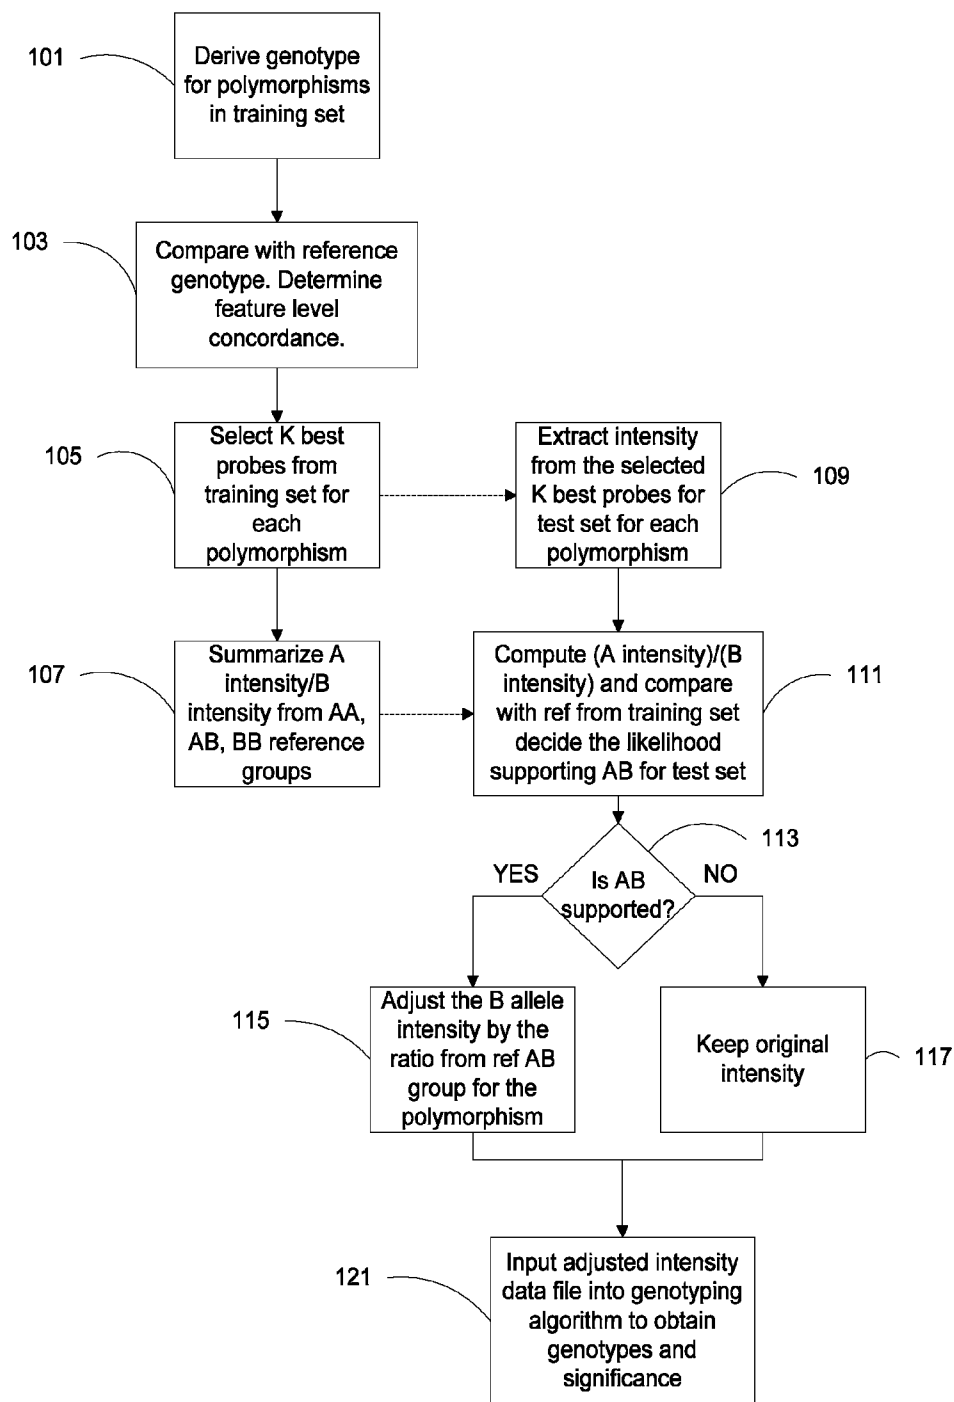 101
Derive genotype
for polymorphisms
in training set
103
Compare with reference
genotype. Determine
feature level
concordance.
105
Select K best
probes from
training set for
each
polymorphism
Extract intensity
from the selected
K best probes for
test set for each
polymorphism
109
107
Summarize A
intensity/B
intensity from AA,
AB, BB reference
groups
Compute (A intensity)/(B
intensity) and compare
with ref from training set
decide the likelihood
supporting AB for test set
111
113
YES
Is AB
supported?
NO
115
Adjust the B allele
intensity by the
ratio from ref AB
group for the
polymorphism
Keep original
intensity
117
121
Input adjusted intensity
data file into genotyping
algorithm to obtain
genotypes and
significance